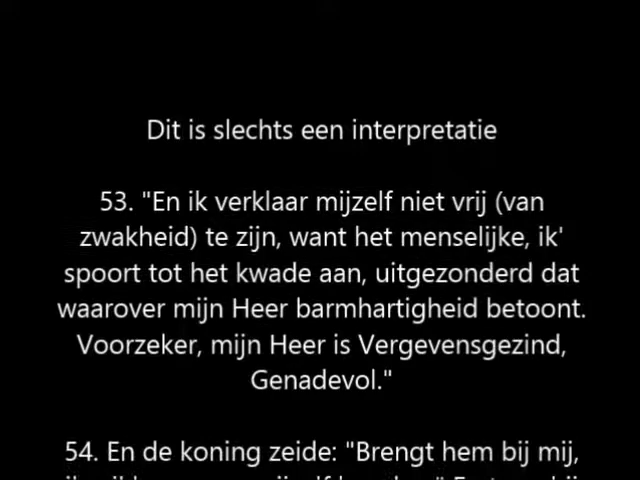 Dit is slechts een interpretatie
53. "En ik verklaar mijzelf niet vrij (van
zwakheid) te zijn, want het menselijke, ik'
spoort tot het kwade aan, uitgezonderd dat
waarover mijn Heer barmhartigheid betoont.
Voorzeker, mijn Heer is Vergevensgezind,
Genadevol."
54. En de koning zeide: "Brengt hem bij mij,